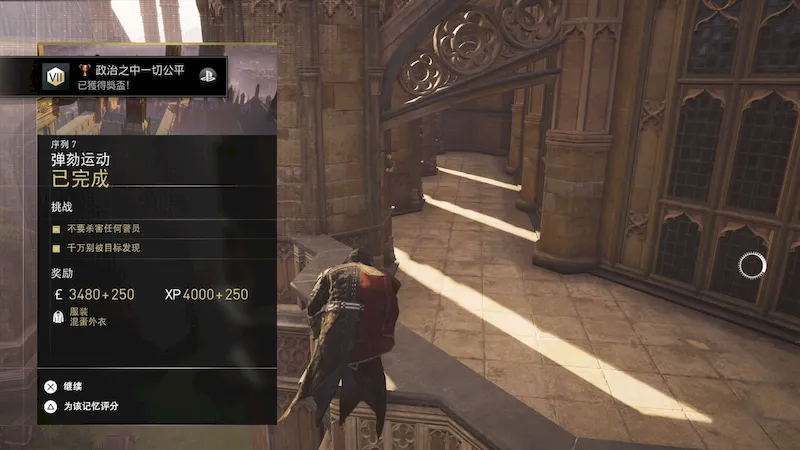 VII
政治之中一切公平
已獲得獎盃!
序列 7
弹劾运动
已完成
挑战
不要杀害任何警员
千万别被目标发现
奖励
£ 3480+250 XP 4000+250
服装
混蛋外衣
继续
为该记忆评分